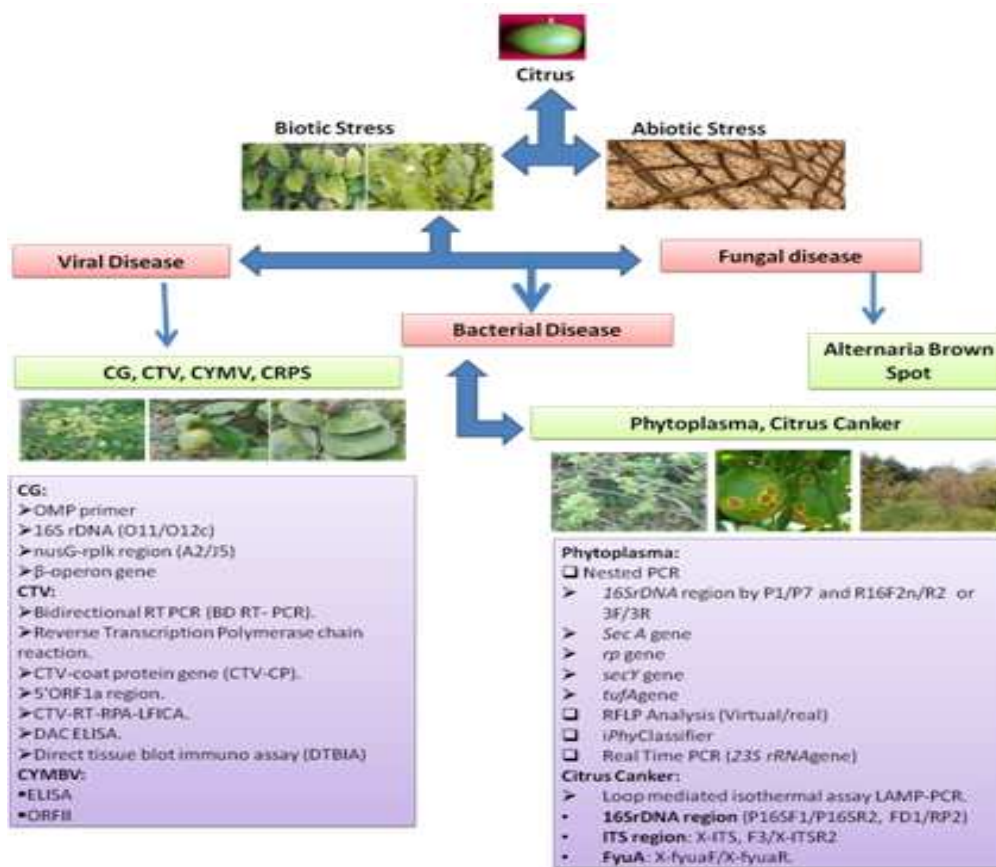 Citrus
Biotic Stress
Abiotic Stress
Viral Disease
Fungal disease
Bacterial Disease
CG, CTV, CYMV, CRPS
Alternaria Brown
Spot
Phytoplasma, Citrus Canker
CG:
➢OMP primer
➢16S rDNA (O11/O12c)
➢nusG-rplk region (A2/J5)
➢β-operon gene
CTV:
➢Bidirectional RT PCR (BD RT- PCR).
➢Reverse Transcription Polymerase chain
reaction.
➢CTV-coat protein gene (CTV-CP).
➢5'ORF1a region.
➢CTV-RT-RPA-LFICA.
➢DAC ELISA.
➢Direct tissue blot immuno assay (DTBIA)
CYMBV:
▪ELISA
▪ORFII
Phytoplasma:
❑ Nested PCR
➢ 16SrDNA region by P1/P7 and R16F2n/R2 or
3F/3R
➢ Sec A gene
➢ rp gene
➢ secY gene
➢ tufAgene
❑ RFLP Analysis (Virtual/real)
❑ iPhyClassifier
❑ Real Time PCR (23S rRNAgene)
Citrus Canker:
➢ Loop mediated isothermal assay LAMP-PCR.
• 16SrDNA region (P16SF1/P16SR2, FD1/RP2)
• ITS region: X-ITS, F3/X-ITSR2
• FyuA: X-fyuaF/X-fyuaR.